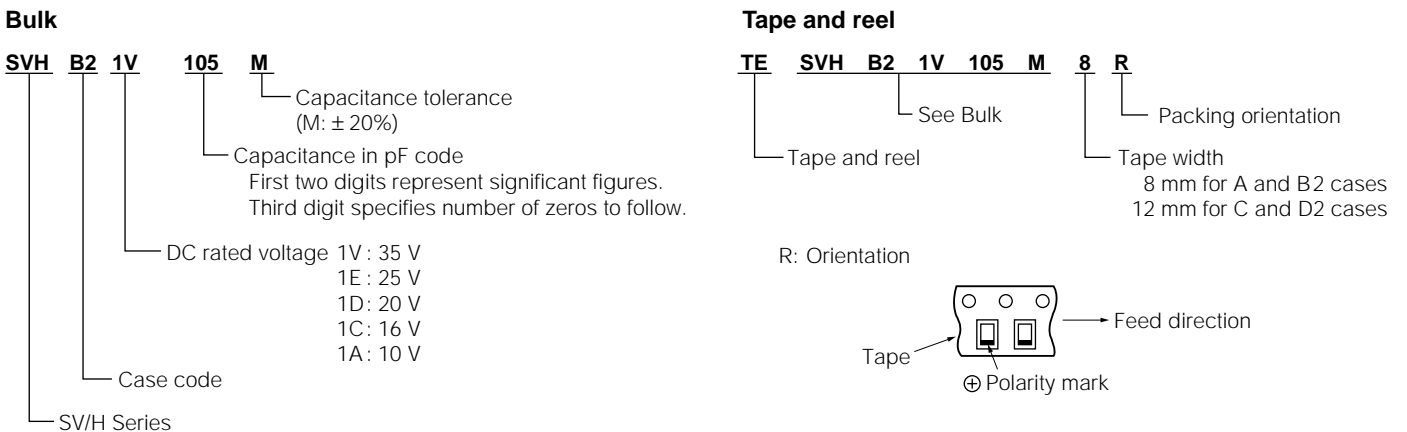 Bulk
SVH B2 1V 105 M
Capacitance tolerance
(M: ± 20%)
Capacitance in pF code
First two digits represent significant figures.
Third digit specifies number of zeros to follow.
DC rated voltage 1V : 35 V
1E : 25 V
1D : 20 V
1C : 16 V
1A : 10 V
Case code
SV/H Series
Tape and reel
TE SVH B2 1V 105 M 8 R
See Bulk
Packing orientation
Tape and reel
Tape width
8 mm for A and B2 cases
12 mm for C and D2 cases
R: Orientation
Feed direction
Tape
⊕ Polarity mark